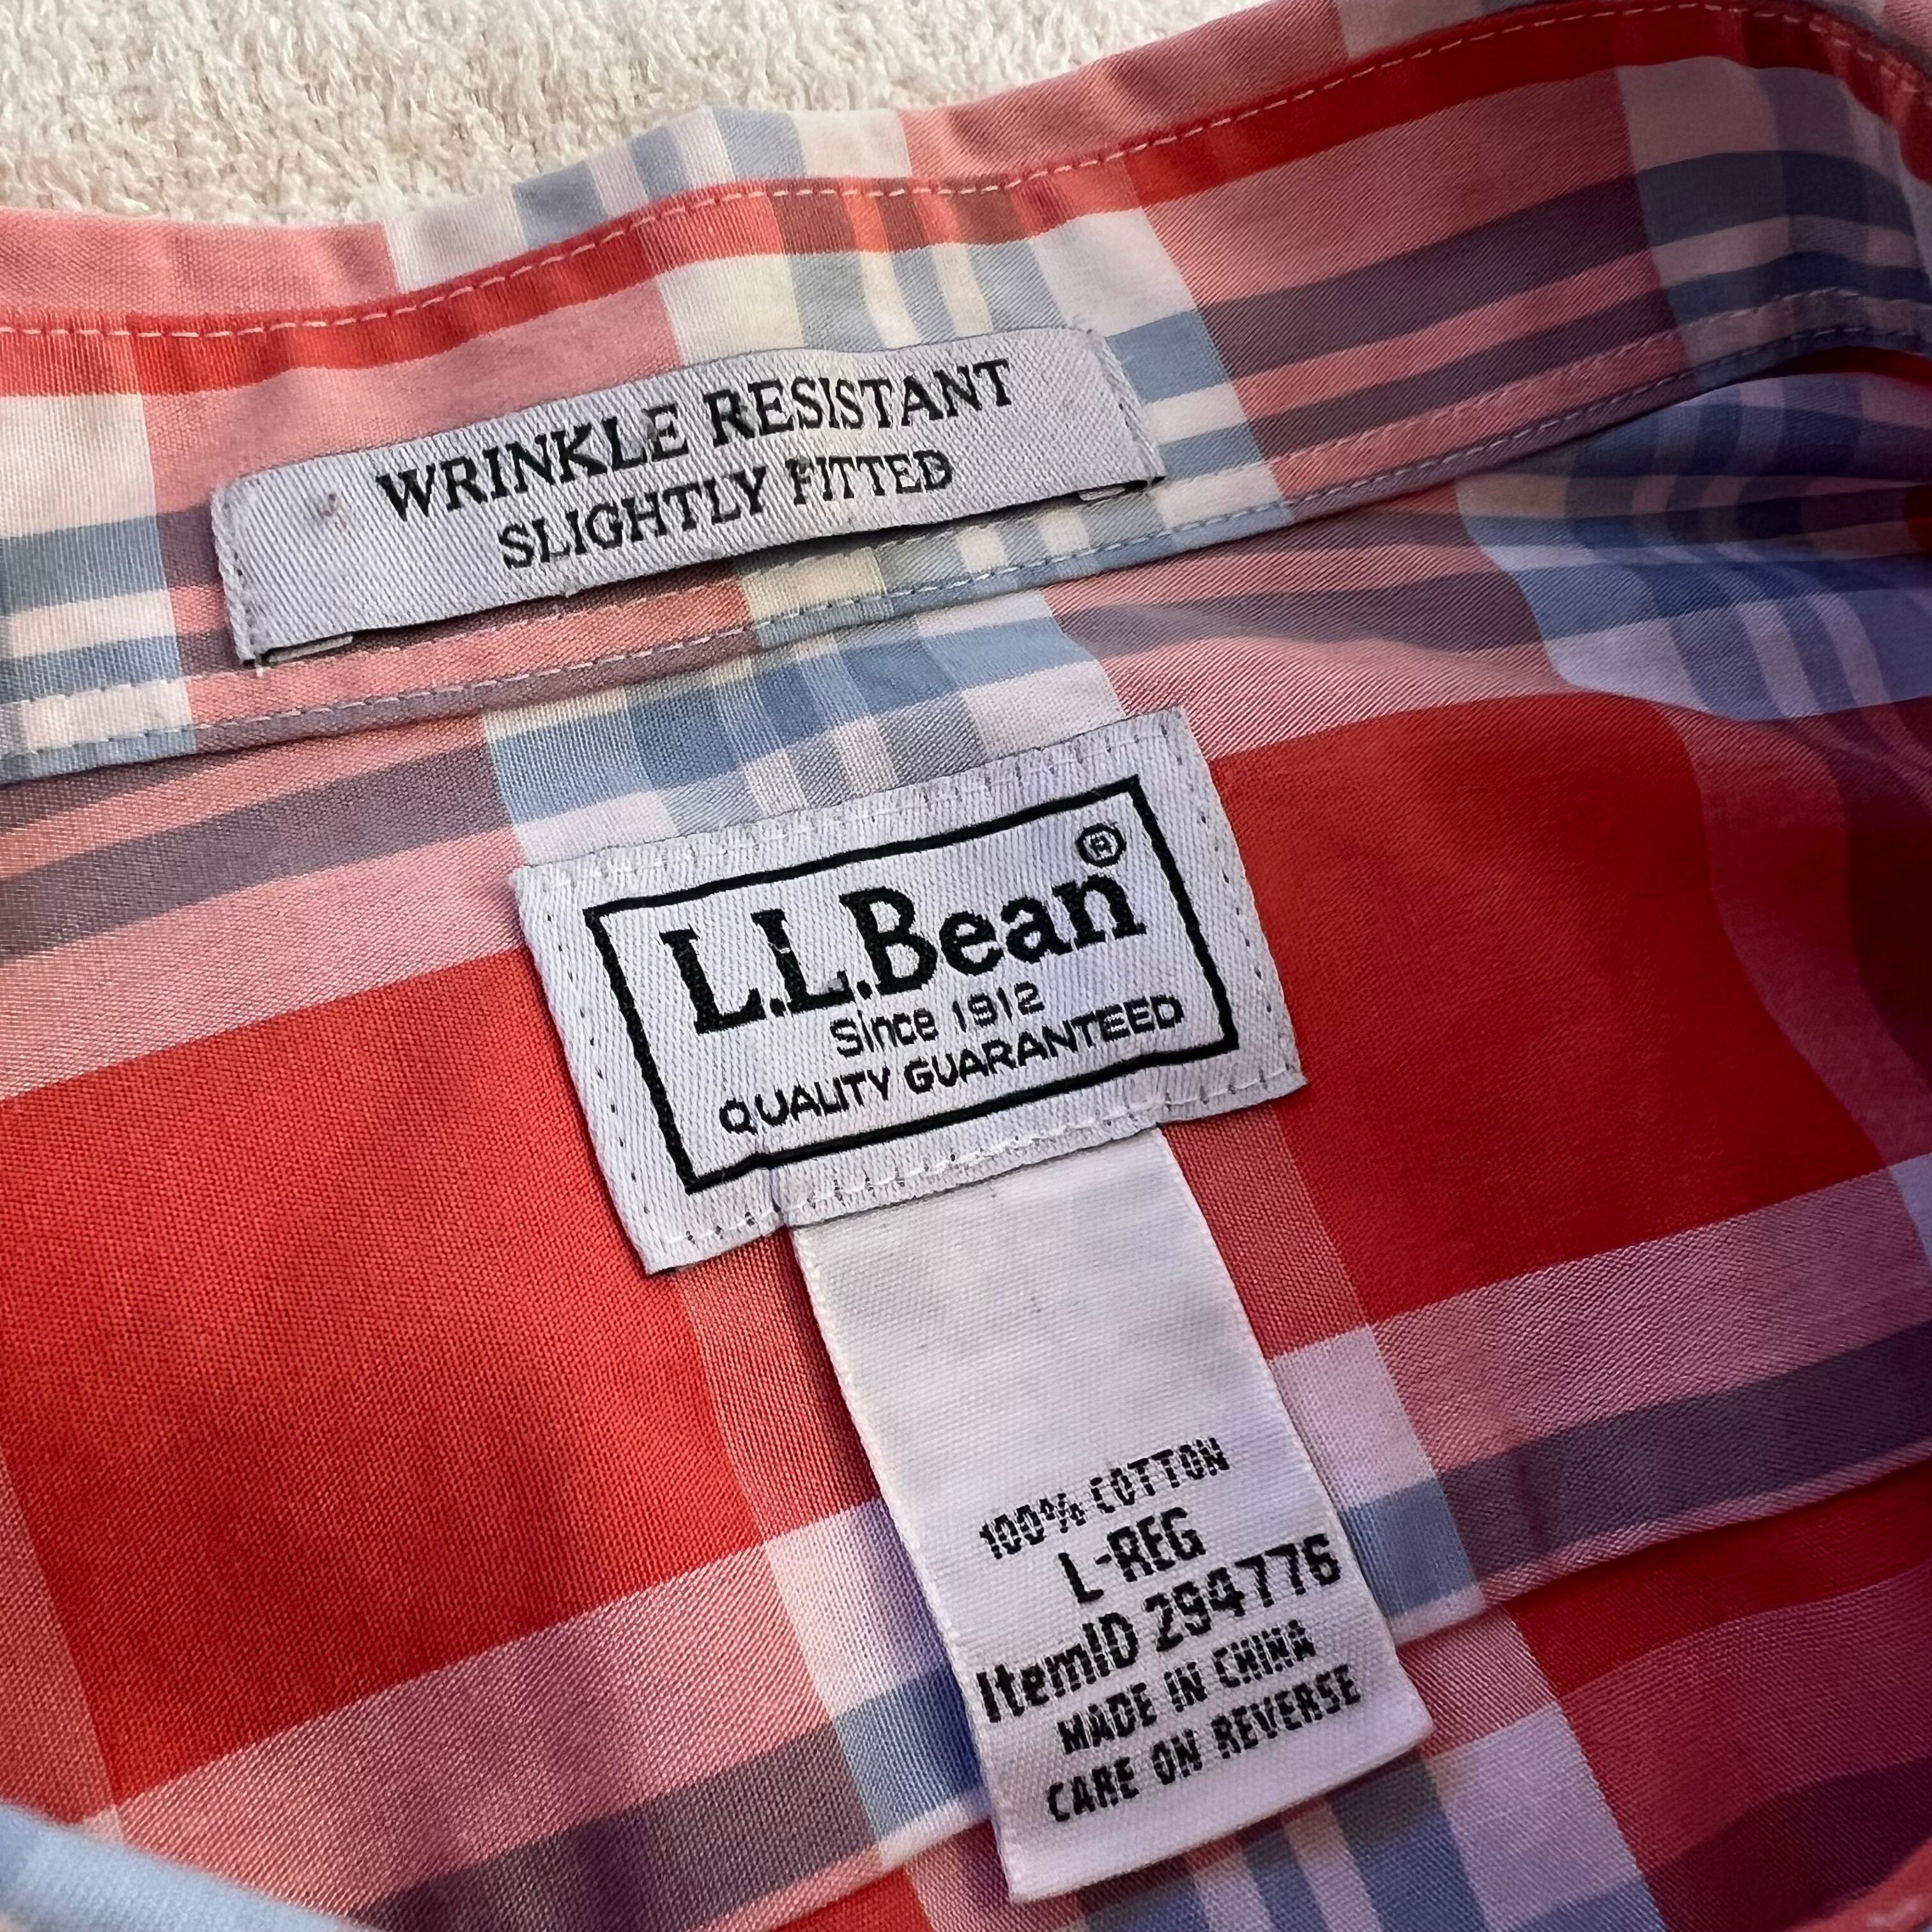 WRINKLE RESISTANT
SLIGHTLY FITTED
L.L.Bean®
Since 1912
QUALITY GUARANTEED
100% COTTON
L-REG
ItemID 294776
MADE IN CHINA
CARE ON REVERSE